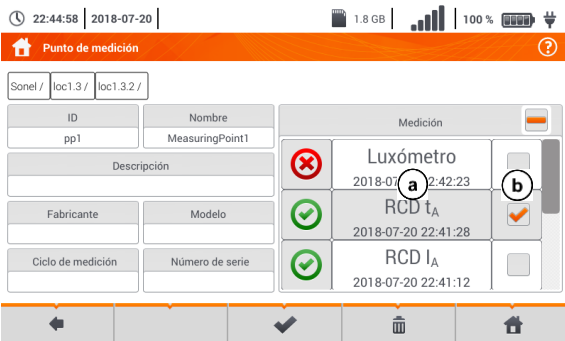 22:44:58 2018-07-20 1.8 GB 100 %
Punto de medición ?
Sonel / loc1.3 / loc1.3.2 /
ID Nombre
pp1 MeasuringPoint1
Descripción
Fabricante Modelo
Ciclo de medición Número de serie
Medición
Luxómetro
2018-07 2:42:23
a b
RCD tA
2018-07-20 22:41:28
RCD IA
2018-07-20 22:41:12